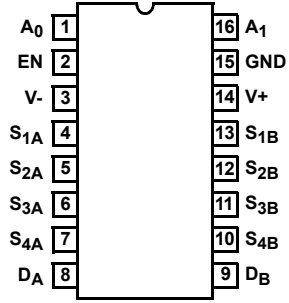 A0 1 16 A1
EN 2 15 GND
V- 3 14 V+
S1A 4 13 S1B
S2A 5 12 S2B
S3A 6 11 S3B
S4A 7 10 S4B
DA 8 9 DB